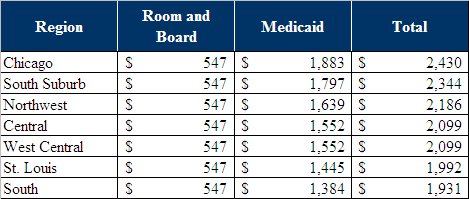 Region Room and Board Medicaid Total
Chicago $ 547 $ 1,883 $ 2,430
South Suburb $ 547 $ 1,797 $ 2,344
Northwest $ 547 $ 1,639 $ 2,186
Central $ 547 $ 1,552 $ 2,099
West Central $ 547 $ 1,552 $ 2,099
St. Louis $ 547 $ 1,445 $ 1,992
South $ 547 $ 1,384 $ 1,931